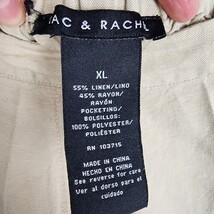 AC & RACHE
XL
55% LINEN/LINO
45% RAYON/
RAYÓN
POCKETING/
BOLSILLOS:
100% POLYESTER/
POLIÉSTER
RN 103715
MADE IN CHINA
HECHO EN CHINA
See reverse for care
Ver al dorso para el
cuidado